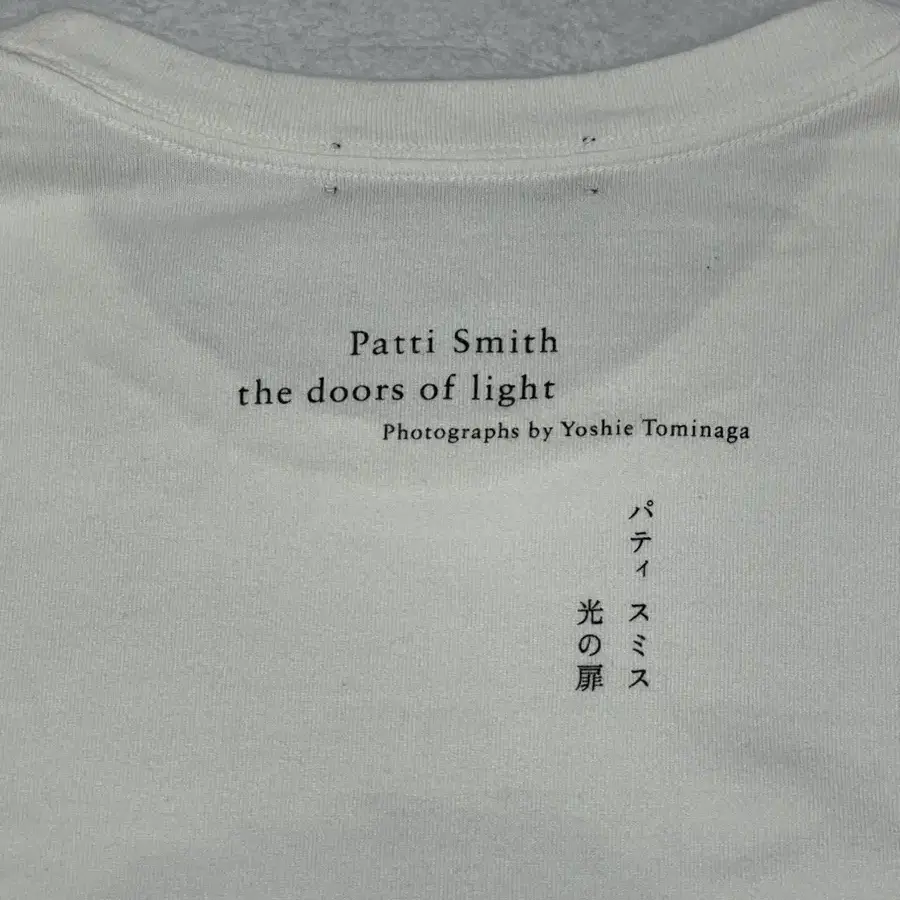 Patti Smith
the doors of light
Photographs by Yoshie Tominaga
パティ スミス
光の扉